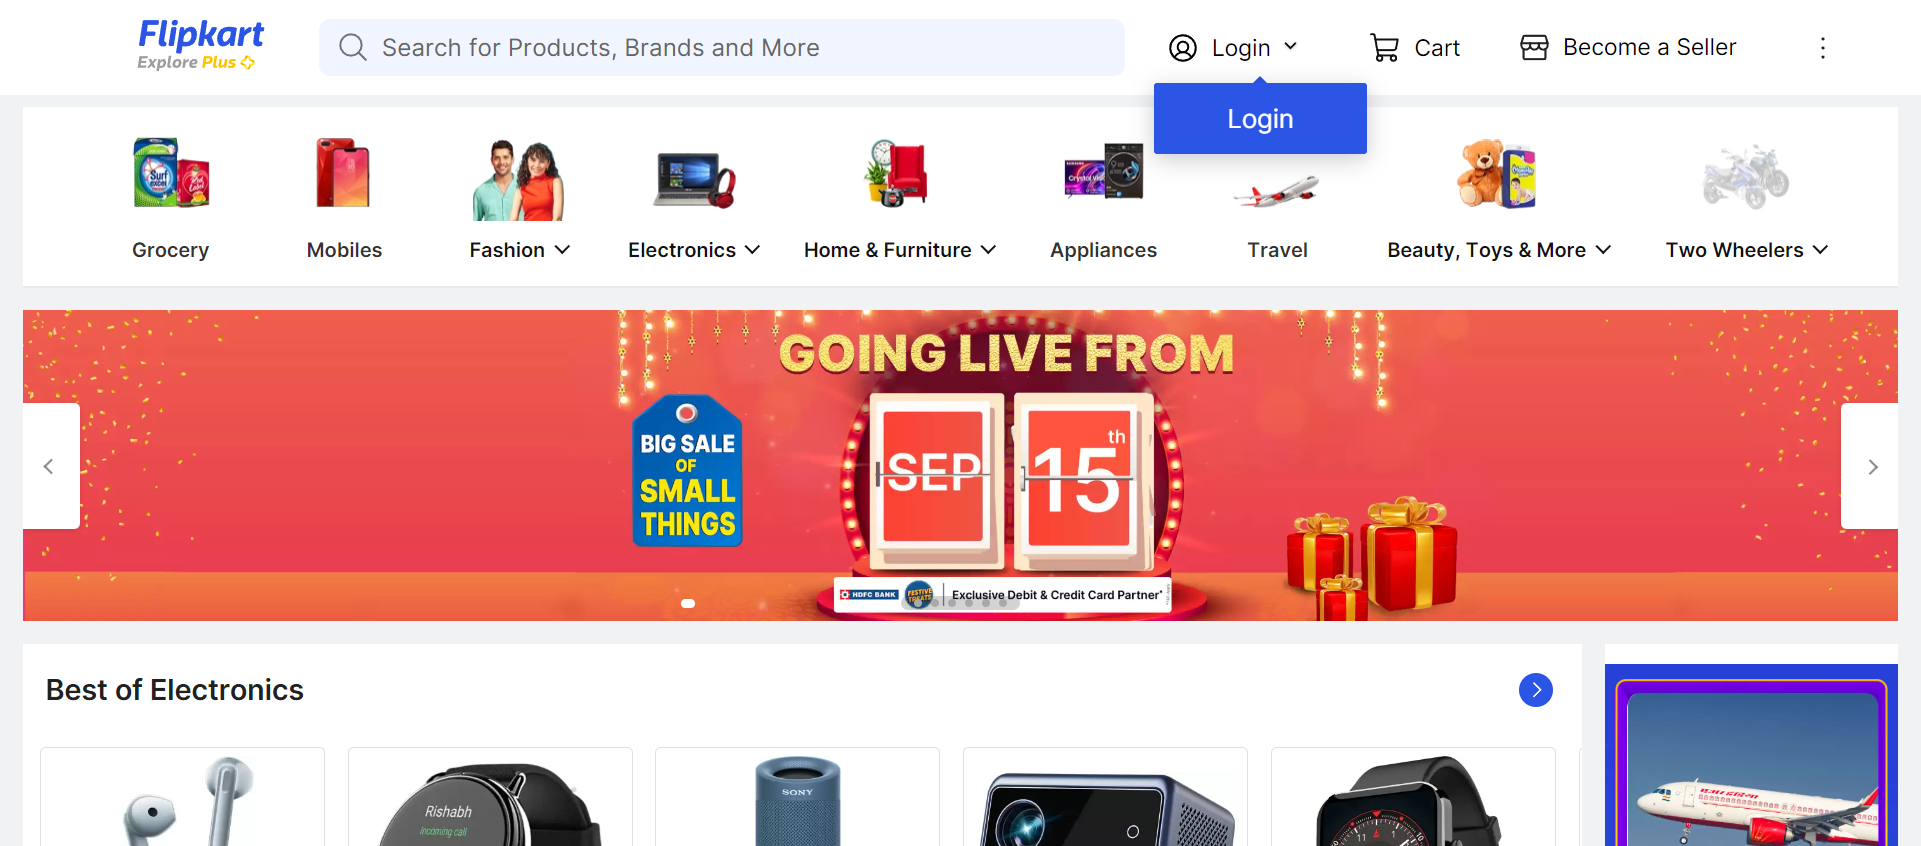 Flipkart
Explore Plus
Search for Products, Brands and More
Login
Cart
Become a Seller
Login
Grocery
Mobiles
Fashion
Electronics
Home & Furniture
Appliances
Travel
Beauty, Toys & More
Two Wheelers
GOING LIVE FROM
BIG SALE
OF
SMALL
THINGS
SEP
15th
HDFC BANK
FESTIVE
TREATS
Exclusive Debit & Credit Card Partner*
Best of Electronics
Rishabh
Incoming call
SONY